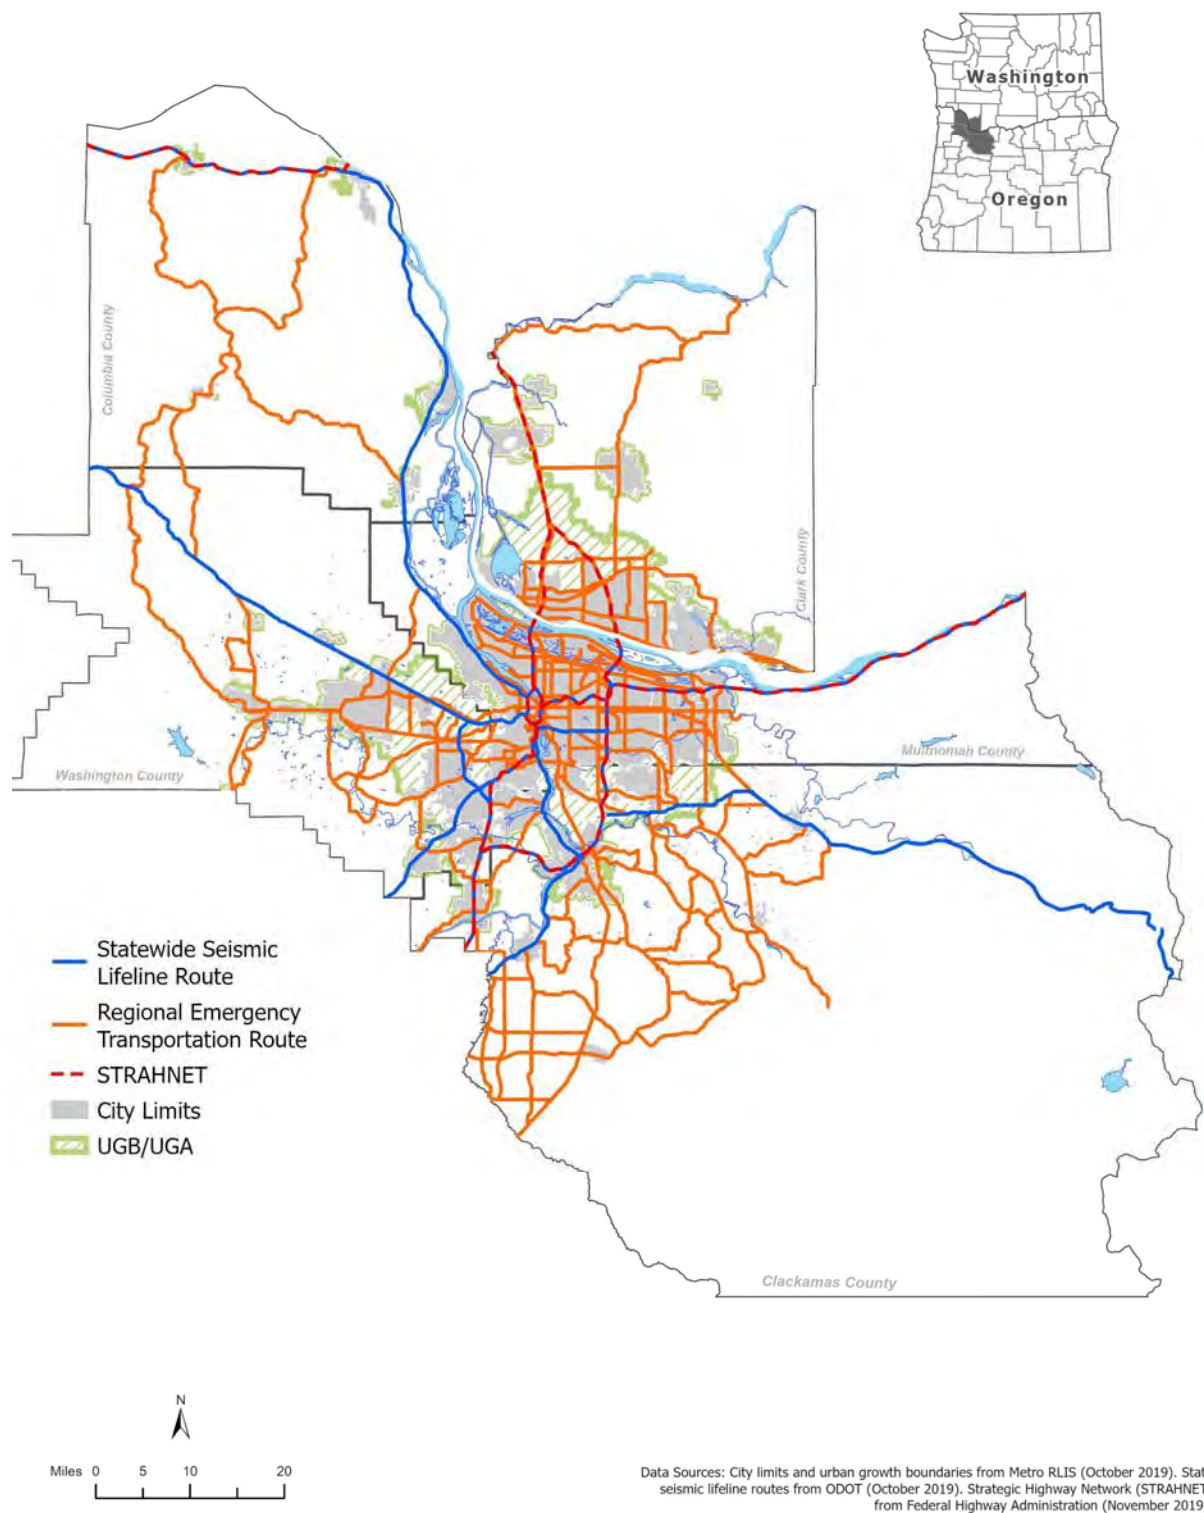 Washington
Oregon
Columbia County
Clark County
Multnomah County
Washington County
Statewide Seismic
Lifeline Route
Regional Emergency
Transportation Route
STRAHNET
City Limits
UGB/UGA
Clackamas County
N
Miles 0 5 10 20
Data Sources: City limits and urban growth boundaries from Metro RLIS (October 2019). Stat
seismic lifeline routes from ODOT (October 2019). Strategic Highway Network (STRAHNET
from Federal Highway Administration (November 2019